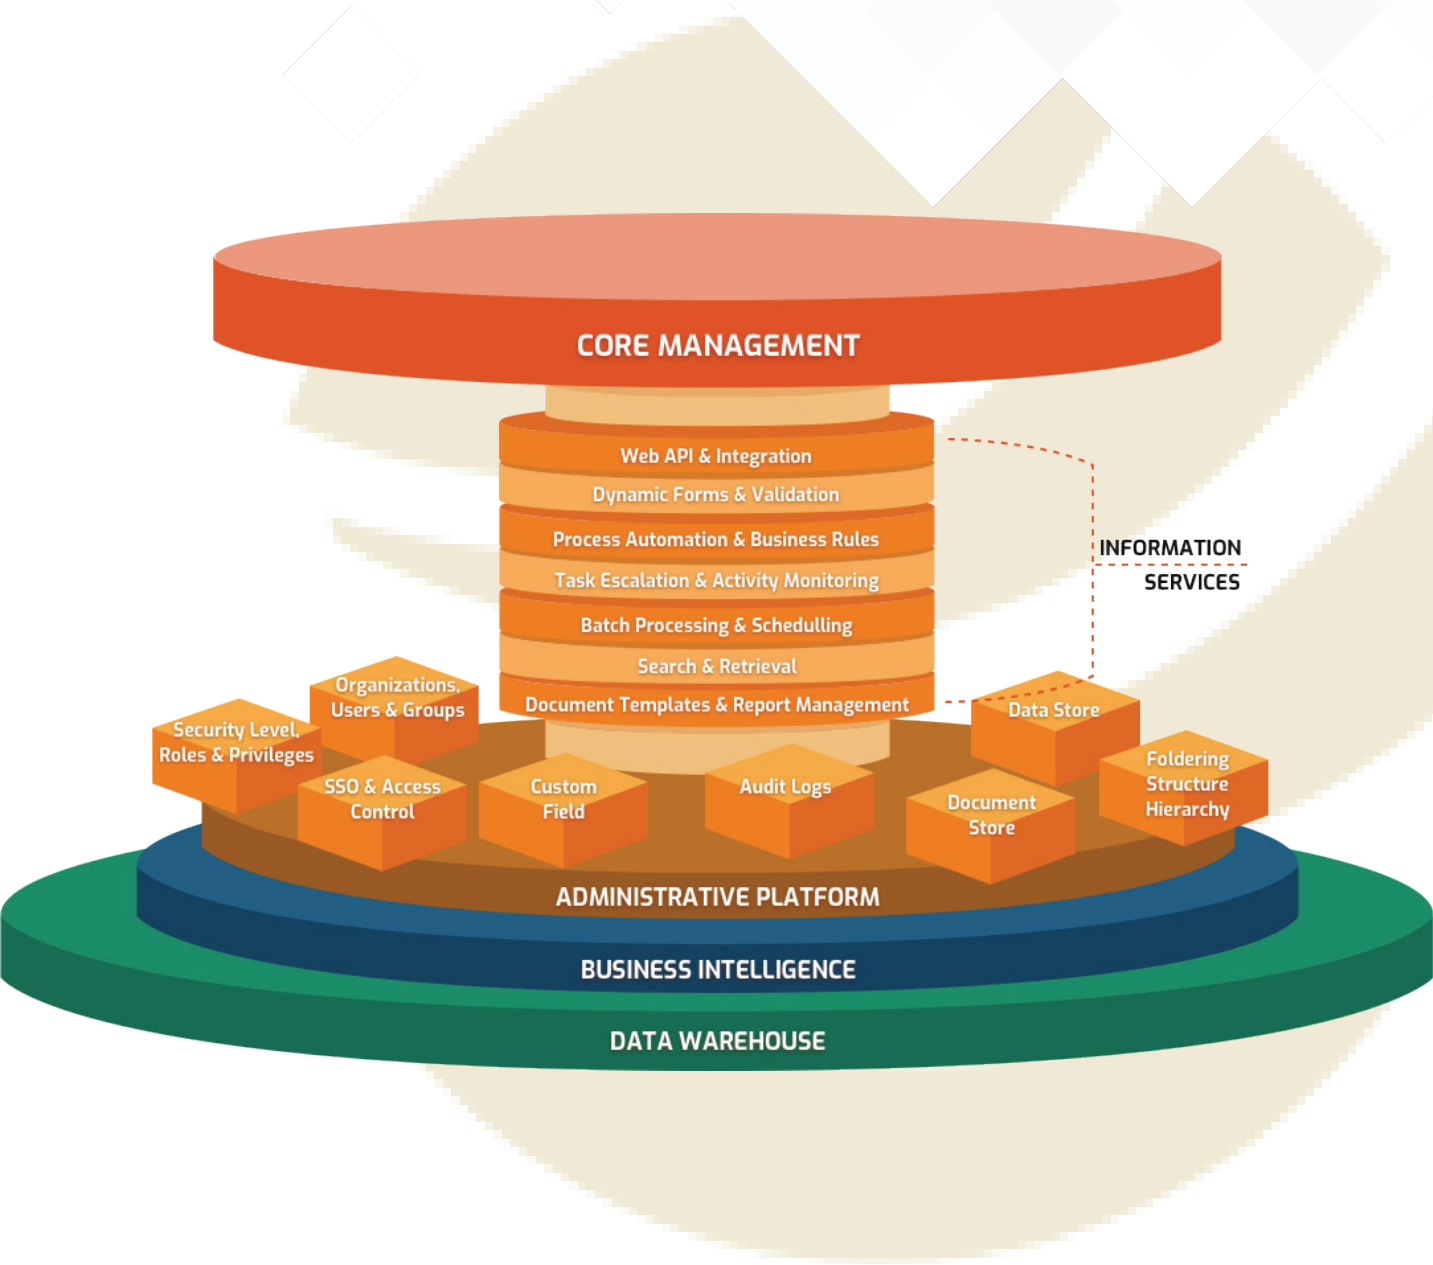 CORE MANAGEMENT
Web API & Integration
Dynamic Forms & Validation
Process Automation & Business Rules
Task Escalation & Activity Monitoring
Batch Processing & Schedulling
Search & Retrieval
Document Templates & Report Management
INFORMATION
SERVICES
Organizations,
Users & Groups
Security Level,
Roles & Privileges
SSO & Access
Control
Custom
Field
Audit Logs
Data Store
Document
Store
Foldering
Structure
Hierarchy
ADMINISTRATIVE PLATFORM
BUSINESS INTELLIGENCE
DATA WAREHOUSE